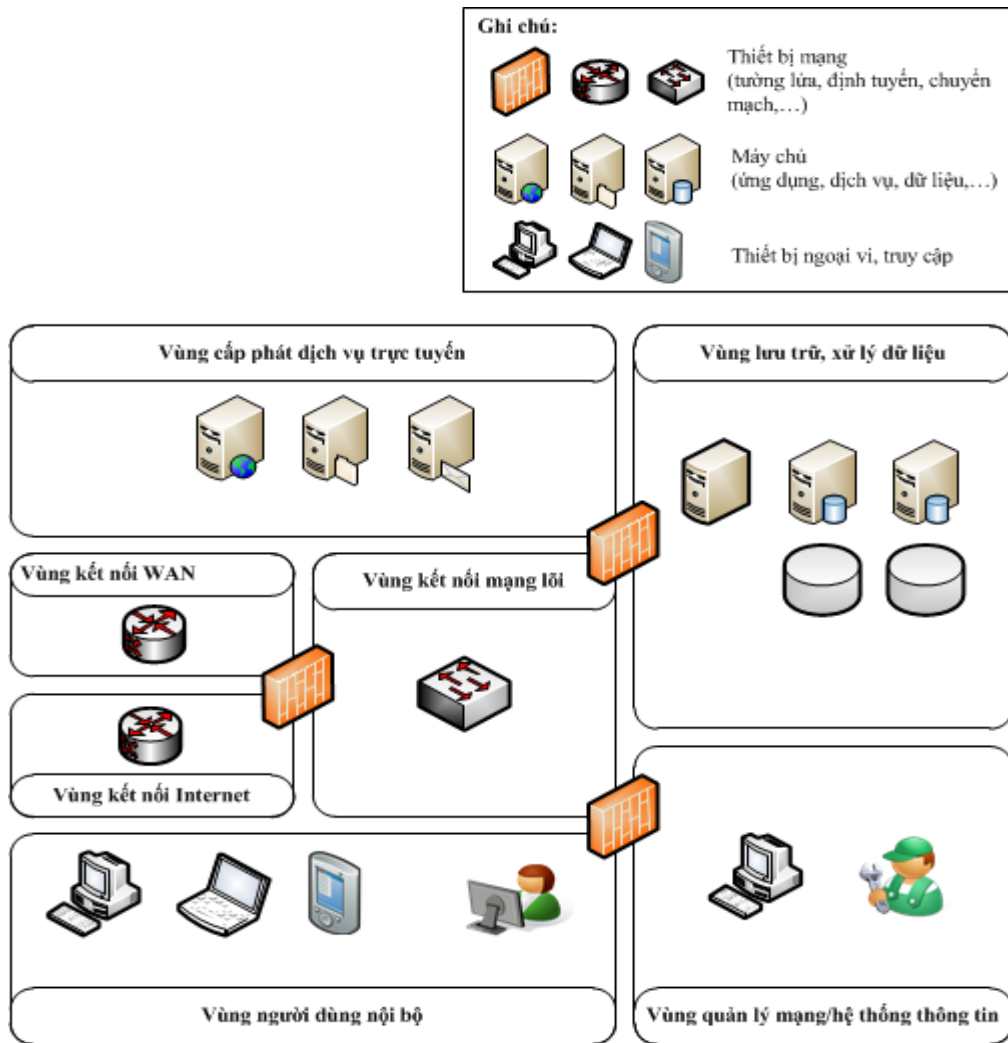 Ghi chú:
Thiết bị mạng
(tường lửa, định tuyến, chuyển
mạch,…)
Máy chủ
(ứng dụng, dịch vụ, dữ liệu,…)
Thiết bị ngoại vi, truy cập
Vùng cấp phát dịch vụ trực tuyến
Vùng lưu trữ, xử lý dữ liệu
Vùng kết nối WAN
Vùng kết nối mạng lõi
Vùng kết nối Internet
Vùng người dùng nội bộ
Vùng quản lý mạng/hệ thống thông tin